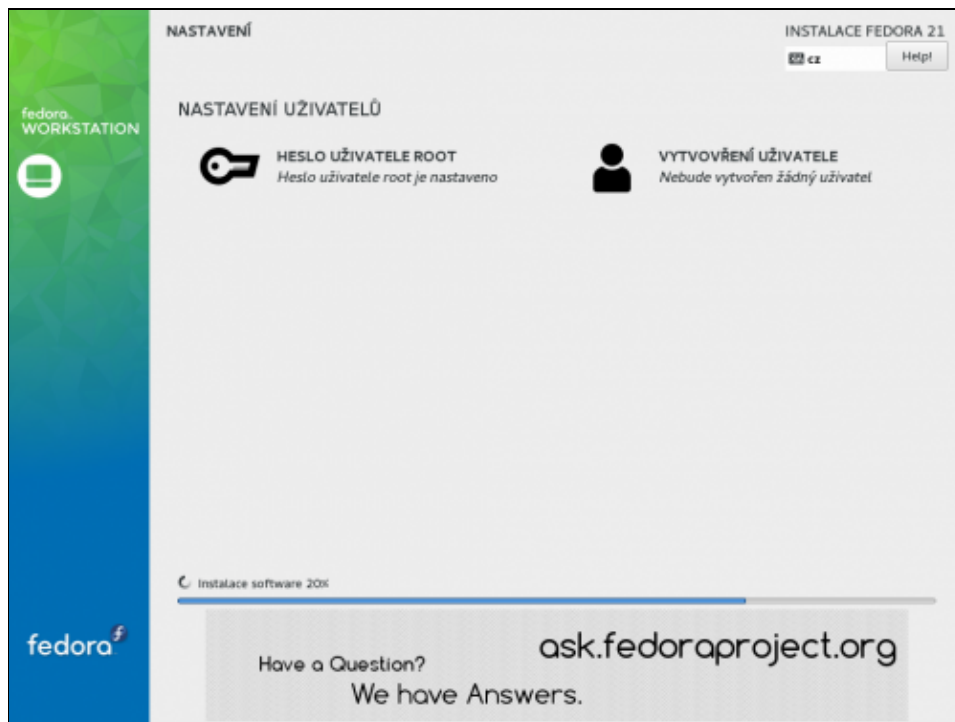 NASTAVENÍ
INSTALACE FEDORA 21
cz
Help!
fedora
WORKSTATION
NASTAVENÍ UŽIVATELŮ
HESLO UŽIVATELE ROOT
Heslo uživatele root je nastaveno
VYTVOVŘENÍ UŽIVATELE
Nebude vytvořen žádný uživatel
Instalace software 20%
fedora
ask.fedoraproject.org
Have a Question?
We have Answers.